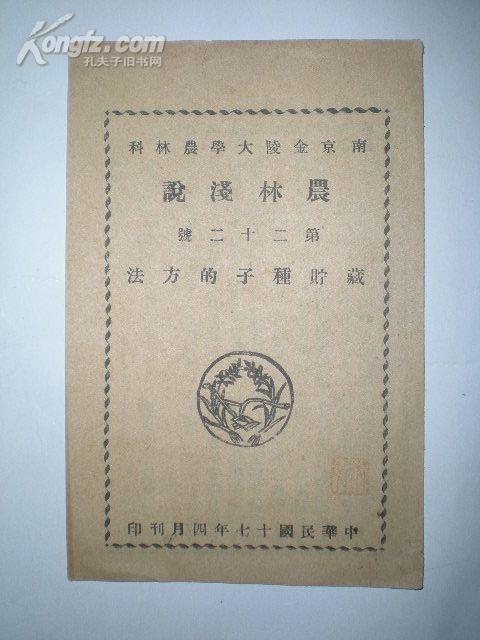 Kongfz.com
孔夫子旧书网
南京金陵大學農林科
農林淺說
第二十二號
藏貯種子的方法
中華民國十七年四月刊印